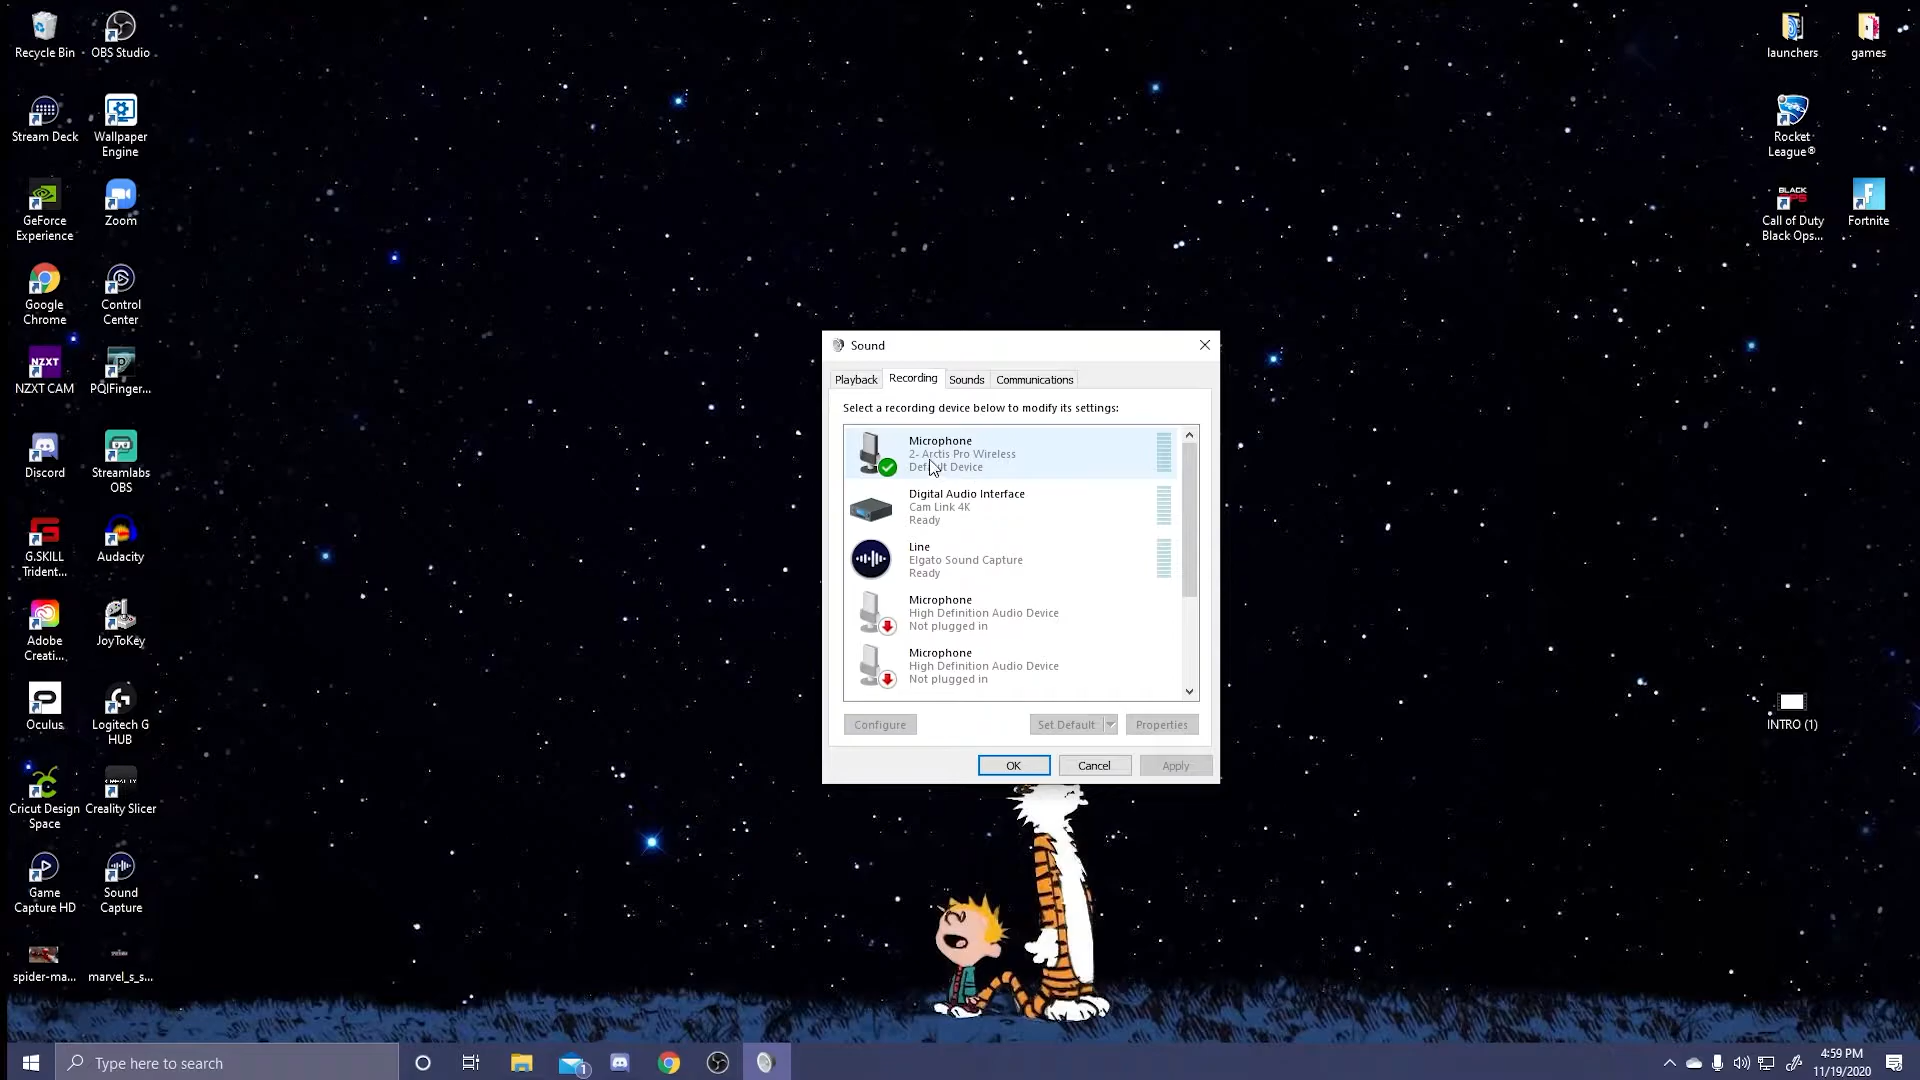 Recycle Bin
OBS Studio
Stream Deck
Wallpaper
Engine
GeForce
Experience
Zoom
Google
Chrome
Control
Center
NZXT
NZXT CAM
PQIFinger...
Discord
Streamlabs
OBS
G.SKILL
Trident...
Audacity
Adobe
Creati...
JoyToKey
Oculus
Logitech G
HUB
Cricut Design
Space
CREALITY
Creality Slicer
Game
Capture HD
Sound
Capture
spider-ma...
marvel_s_s...
launchers
games
Rocket
League®
BLACK
OPS
Call of Duty
Black Ops...
F
Fortnite
INTRO (1)
Sound
Playback
Recording
Sounds
Communications
Select a recording device below to modify its settings:
Microphone
2- Arctis Pro Wireless
Default Device
Digital Audio Interface
Cam Link 4K
Ready
Line
Elgato Sound Capture
Ready
Microphone
High Definition Audio Device
Not plugged in
Microphone
High Definition Audio Device
Not plugged in
Configure
Set Default
Properties
OK
Cancel
Apply
Type here to search
1
4:59 PM
11/19/2020